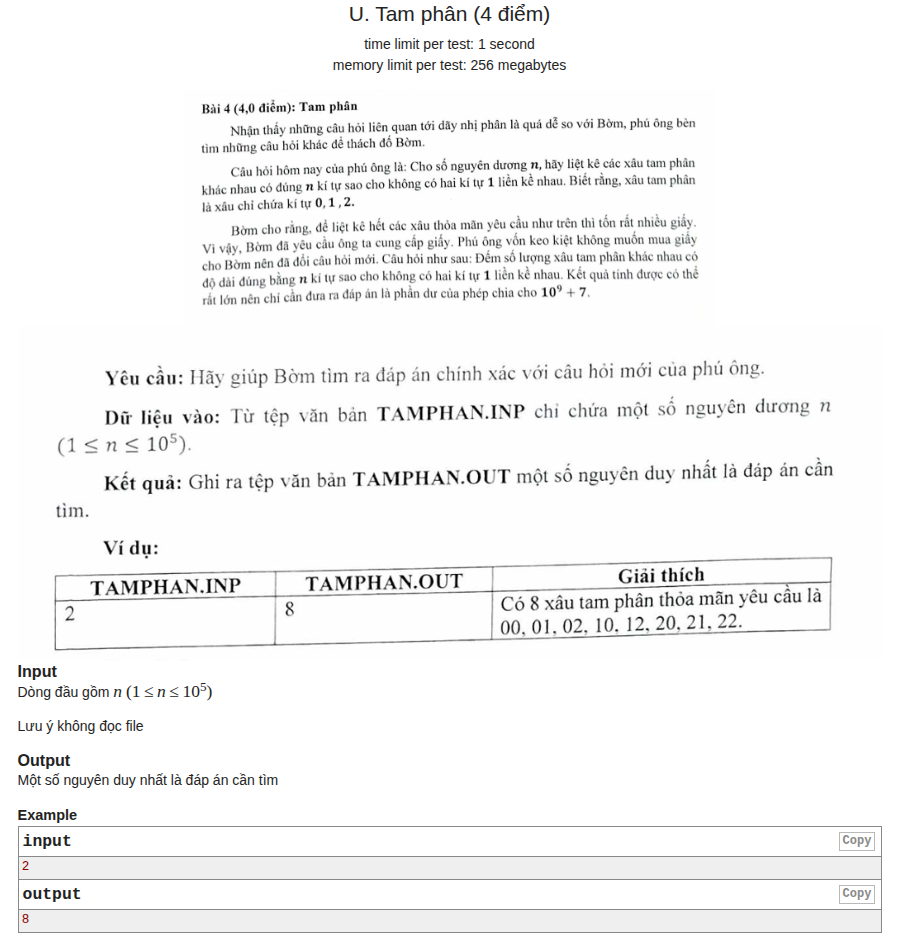 U. Tam phân (4 điểm)
time limit per test: 1 second
memory limit per test: 256 megabytes
Bài 4 (4,0 điểm): Tam phân
Nhận thấy những câu hỏi liên quan tới dãy nhị phân là quá dễ so với Bờm, phú ông bèn
tìm những câu hỏi khác để thách đố Bờm.
Câu hỏi hôm nay của phú ông là: Cho số nguyên dương n, hãy liệt kê các xâu tam phân
khác nhau có đúng n kí tự sao cho không có hai kí tự 1 liền kề nhau. Biết rằng, xâu tam phân
là xâu chỉ chứa kí tự 0, 1 , 2.
Bờm cho rằng, để liệt kê hết các xâu thỏa mãn yêu cầu như trên thì tốn rất nhiều giấy.
Vì vậy, Bờm đã yêu cầu ông ta cung cấp giấy. Phú ông vốn keo kiệt không muốn mua giấy
cho Bờm nên đã đổi câu hỏi mới. Câu hỏi như sau: Đếm số lượng xâu tam phân khác nhau có
độ dài đúng bằng n kí tự sao cho không có hai kí tự 1 liền kề nhau. Kết quả tính được có thể
rất lớn nên chỉ cần đưa ra đáp án là phần dư của phép chia cho 10⁹ + 7.
Yêu cầu: Hãy giúp Bờm tìm ra đáp án chính xác với câu hỏi mới của phú ông.
Dữ liệu vào: Từ tệp văn bản TAMPHAN.INP chỉ chứa một số nguyên dương n
(1 ≤ n ≤ 10⁵).
Kết quả: Ghi ra tệp văn bản TAMPHAN.OUT một số nguyên duy nhất là đáp án cần
tìm.
Ví dụ:
TAMPHAN.INP TAMPHAN.OUT Giải thích
2 8 Có 8 xâu tam phân thỏa mãn yêu cầu là
00, 01, 02, 10, 12, 20, 21, 22.
Input
Dòng đầu gồm n (1 ≤ n ≤ 10⁵)
Lưu ý không đọc file
Output
Một số nguyên duy nhất là đáp án cần tìm
Example
input Copy
2
output Copy
8